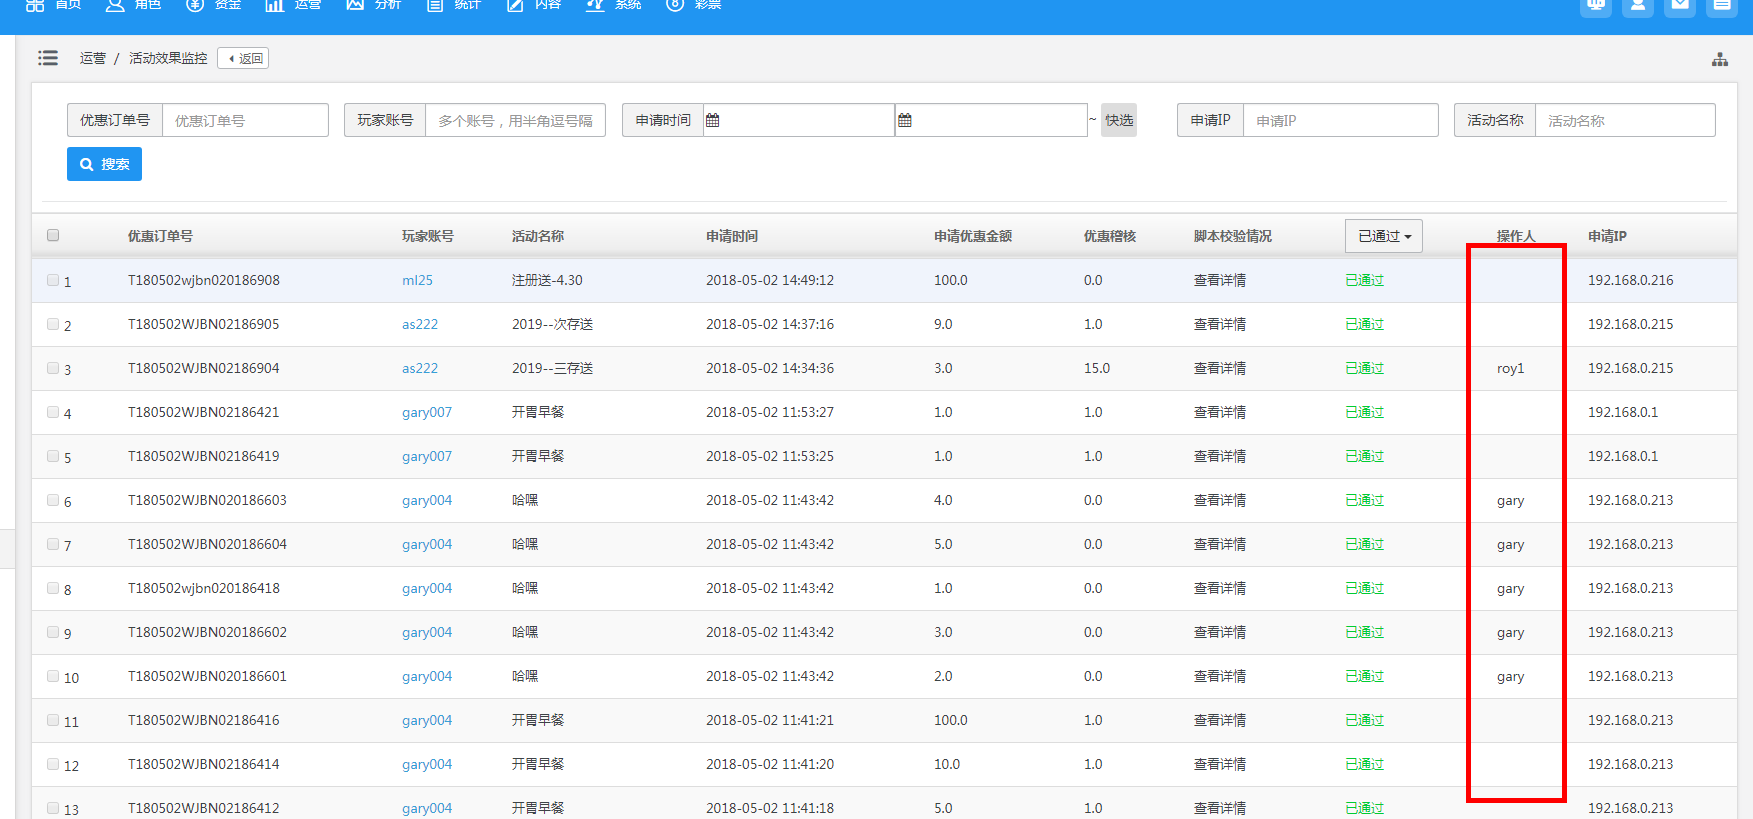 首页 角色 资金 运营 分析 统计 内容 系统 彩票
运营 / 活动效果监控 返回
优惠订单号 优惠订单号 玩家账号 多个账号，用半角逗号隔 申请时间 ~ 快选 申请IP 申请IP 活动名称 活动名称
搜索
优惠订单号 玩家账号 活动名称 申请时间 申请优惠金额 优惠稽核 脚本校验情况 已通过 操作人 申请IP
1 T180502wjbn020186908 ml25 注册送-4.30 2018-05-02 14:49:12 100.0 0.0 查看详情 已通过 192.168.0.216
2 T180502WJBN02186905 as222 2019--次存送 2018-05-02 14:37:16 9.0 1.0 查看详情 已通过 192.168.0.215
3 T180502WJBN02186904 as222 2019--三存送 2018-05-02 14:34:36 3.0 15.0 查看详情 已通过 roy1 192.168.0.215
4 T180502WJBN02186421 gary007 开胃早餐 2018-05-02 11:53:27 1.0 1.0 查看详情 已通过 192.168.0.1
5 T180502WJBN02186419 gary007 开胃早餐 2018-05-02 11:53:25 1.0 1.0 查看详情 已通过 192.168.0.1
6 T180502WJBN020186603 gary004 哈嘿 2018-05-02 11:43:42 4.0 0.0 查看详情 已通过 gary 192.168.0.213
7 T180502WJBN020186604 gary004 哈嘿 2018-05-02 11:43:42 5.0 0.0 查看详情 已通过 gary 192.168.0.213
8 T180502wjbn020186418 gary004 哈嘿 2018-05-02 11:43:42 1.0 0.0 查看详情 已通过 gary 192.168.0.213
9 T180502WJBN020186602 gary004 哈嘿 2018-05-02 11:43:42 3.0 0.0 查看详情 已通过 gary 192.168.0.213
10 T180502WJBN020186601 gary004 哈嘿 2018-05-02 11:43:42 2.0 0.0 查看详情 已通过 gary 192.168.0.213
11 T180502WJBN02186416 gary004 开胃早餐 2018-05-02 11:41:21 100.0 1.0 查看详情 已通过 192.168.0.213
12 T180502WJBN02186414 gary004 开胃早餐 2018-05-02 11:41:20 10.0 1.0 查看详情 已通过 192.168.0.213
13 T180502WJBN02186412 gary004 开胃早餐 2018-05-02 11:41:18 5.0 1.0 查看详情 已通过 192.168.0.213